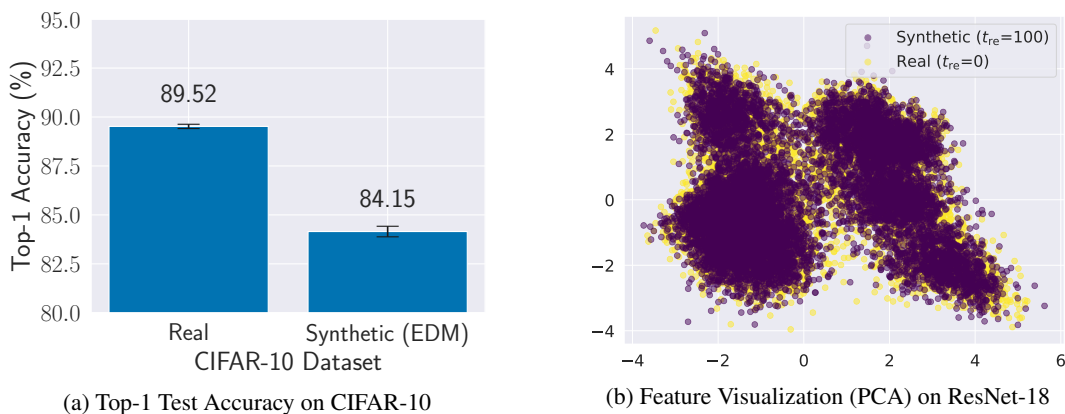 95.0
92.5
90.0
87.5
85.0
82.5
80.0
Top-1 Accuracy (%)
89.52
84.15
Real
Synthetic (EDM)
CIFAR-10 Dataset
(a) Top-1 Test Accuracy on CIFAR-10
Synthetic (t_re=100)
Real (t_re=0)
4
2
0
−2
−4
−4
−2
0
2
4
6
(b) Feature Visualization (PCA) on ResNet-18